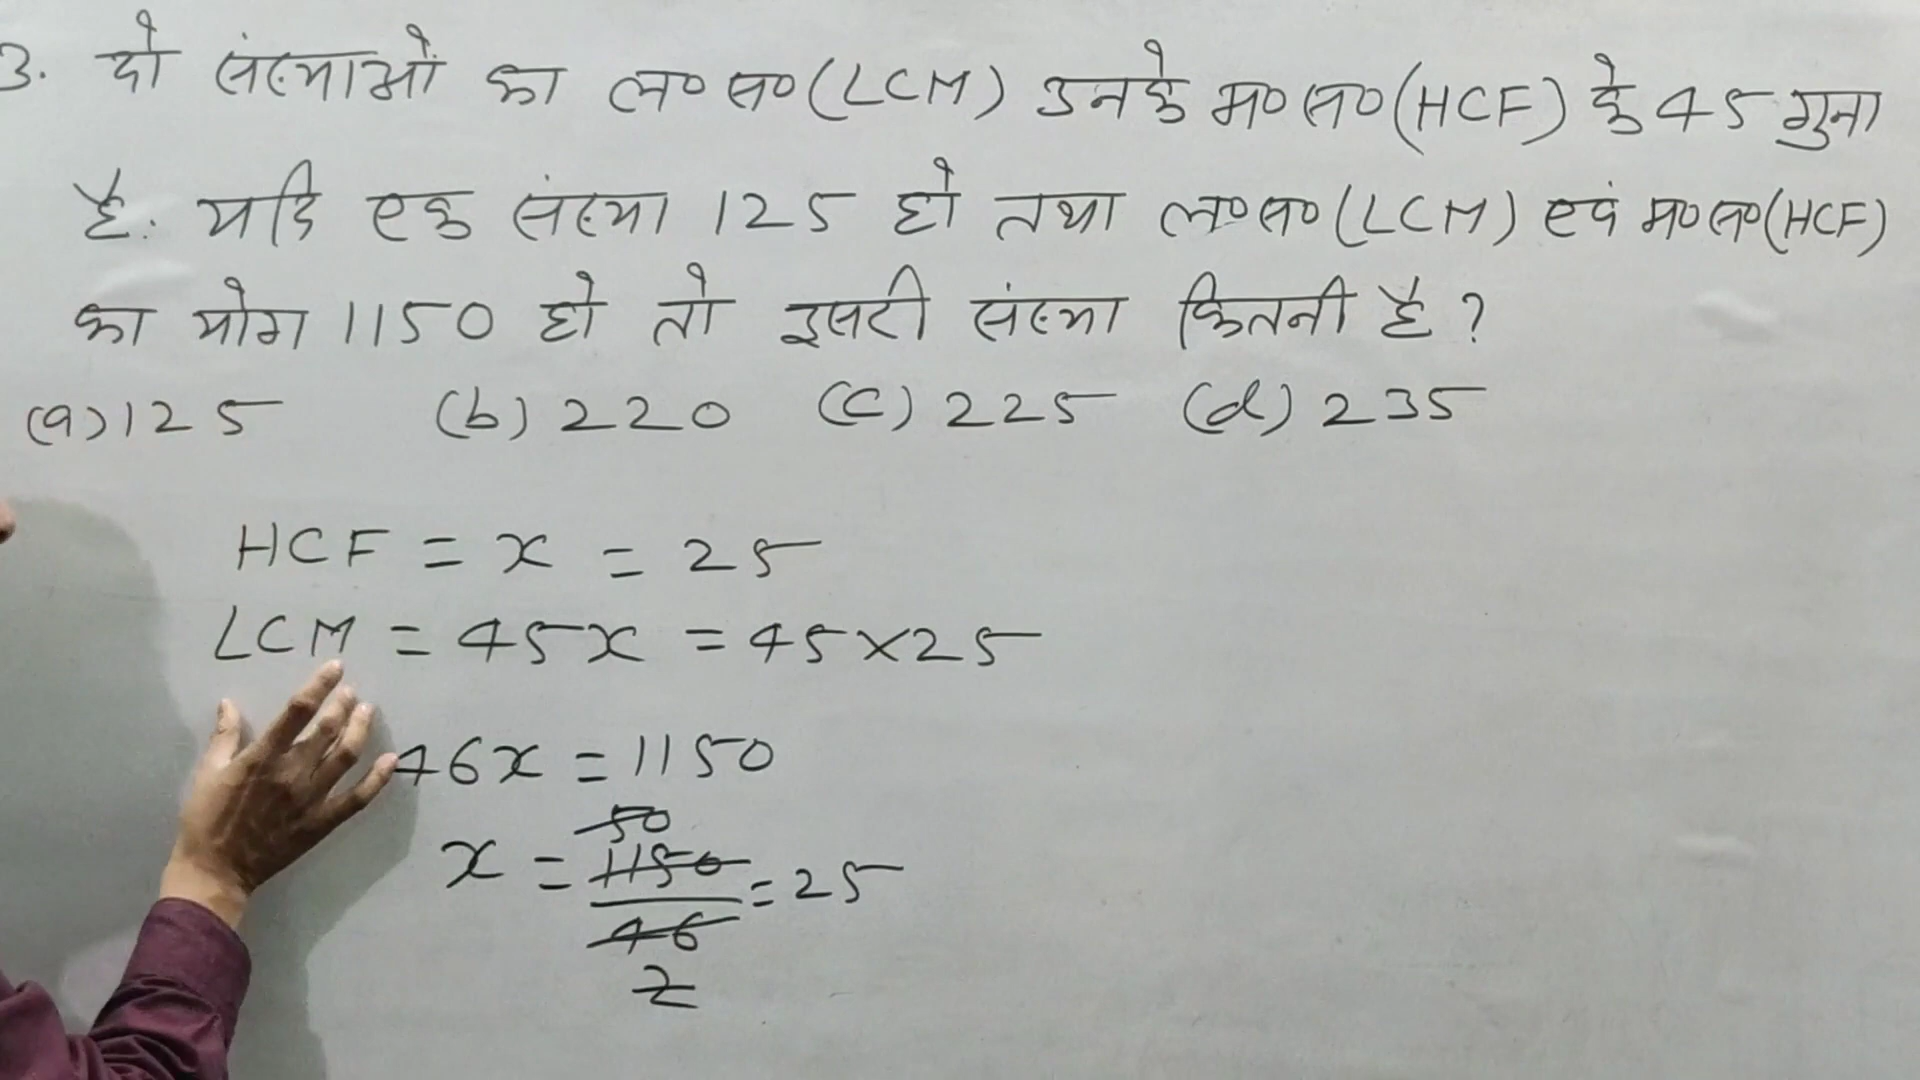 3. दो संख्याओं का ल० स० (LCM) उनके म० स० (HCF) के 45 गुना
है. यदि एक संख्या 125 हो तथा ल० स० (LCM) एवं म० स० (HCF)
का योग 1150 हो तो दूसरी संख्या कितनी है ?
(a) 125 (b) 220 (c) 225 (d) 235
HCF = x = 25
LCM = 45x = 45×25
46x = 1150
50
x = 1150/46 = 25
2